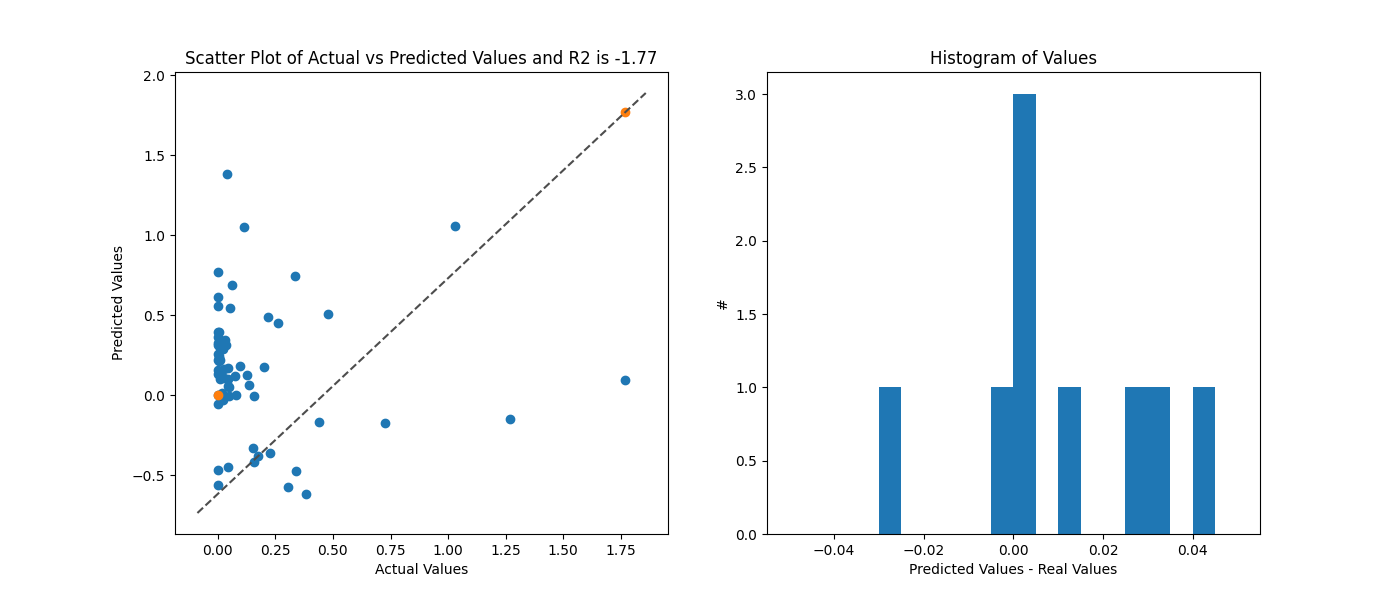 Scatter Plot of Actual vs Predicted Values and R2 is -1.77
2.0
1.5
1.0
0.5
0.0
−0.5
Predicted Values
0.00 0.25 0.50 0.75 1.00 1.25 1.50 1.75
Actual Values
Histogram of Values
3.0
2.5
2.0
1.5
1.0
0.5
0.0
#
−0.04 −0.02 0.00 0.02 0.04
Predicted Values - Real Values